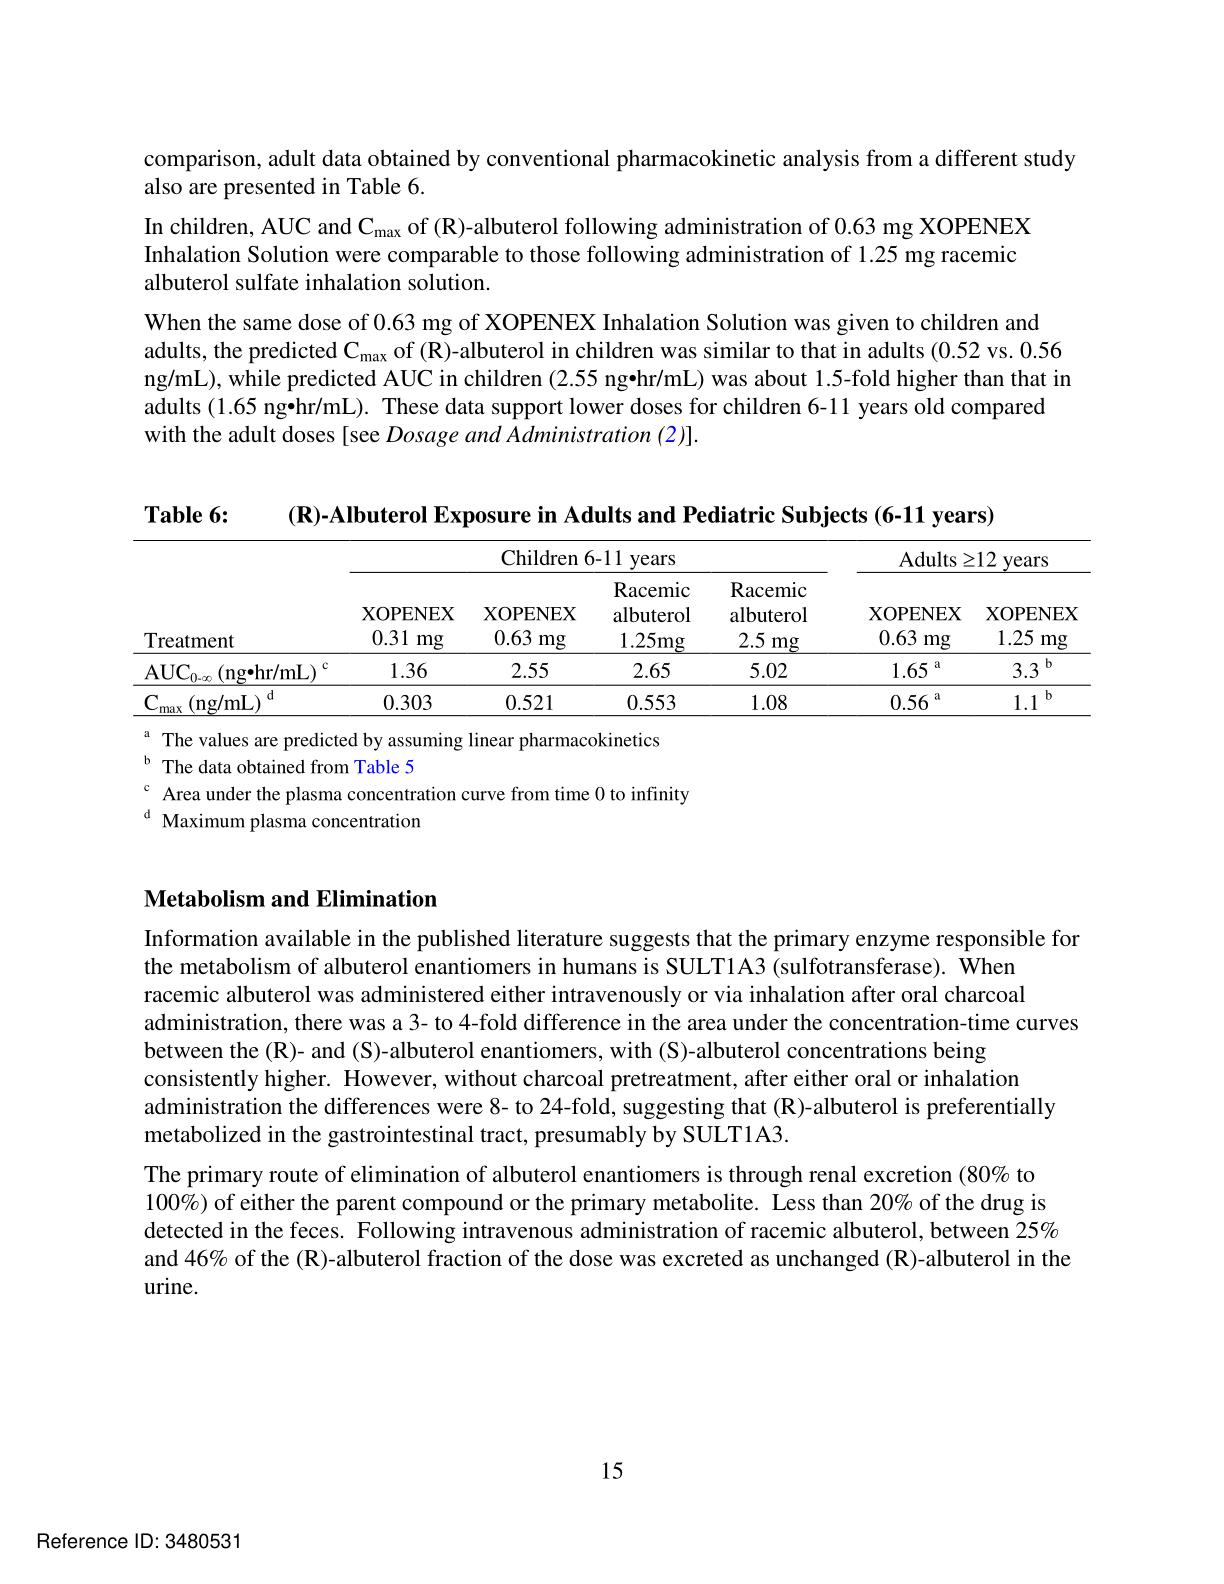 comparison, adult data obtained by conventional pharmacokinetic analysis from a different study
also are presented in Table 6.
In children, AUC and Cmax of (R)-albuterol following administration of 0.63 mg XOPENEX
Inhalation Solution were comparable to those following administration of 1.25 mg racemic
albuterol sulfate inhalation solution.
When the same dose of 0.63 mg of XOPENEX Inhalation Solution was given to children and
adults, the predicted Cmax of (R)-albuterol in children was similar to that in adults (0.52 vs. 0.56
ng/mL), while predicted AUC in children (2.55 ng•hr/mL) was about 1.5-fold higher than that in
adults (1.65 ng•hr/mL).  These data support lower doses for children 6-11 years old compared
with the adult doses [see Dosage and Administration (2)].
Table 6: (R)-Albuterol Exposure in Adults and Pediatric Subjects (6-11 years)
Children 6-11 years Adults ≥12 years
Racemic Racemic
XOPENEX XOPENEX albuterol albuterol XOPENEX XOPENEX
Treatment 0.31 mg 0.63 mg 1.25mg 2.5 mg 0.63 mg 1.25 mg
AUC0-∞ (ng•hr/mL) c 1.36 2.55 2.65 5.02 1.65 a 3.3 b
Cmax (ng/mL) d 0.303 0.521 0.553 1.08 0.56 a 1.1 b
a The values are predicted by assuming linear pharmacokinetics
b The data obtained from Table 5
c Area under the plasma concentration curve from time 0 to infinity
d Maximum plasma concentration
Metabolism and Elimination
Information available in the published literature suggests that the primary enzyme responsible for
the metabolism of albuterol enantiomers in humans is SULT1A3 (sulfotransferase).  When
racemic albuterol was administered either intravenously or via inhalation after oral charcoal
administration, there was a 3- to 4-fold difference in the area under the concentration-time curves
between the (R)- and (S)-albuterol enantiomers, with (S)-albuterol concentrations being
consistently higher.  However, without charcoal pretreatment, after either oral or inhalation
administration the differences were 8- to 24-fold, suggesting that (R)-albuterol is preferentially
metabolized in the gastrointestinal tract, presumably by SULT1A3.
The primary route of elimination of albuterol enantiomers is through renal excretion (80% to
100%) of either the parent compound or the primary metabolite.  Less than 20% of the drug is
detected in the feces.  Following intravenous administration of racemic albuterol, between 25%
and 46% of the (R)-albuterol fraction of the dose was excreted as unchanged (R)-albuterol in the
urine.
15
Reference ID: 3480531